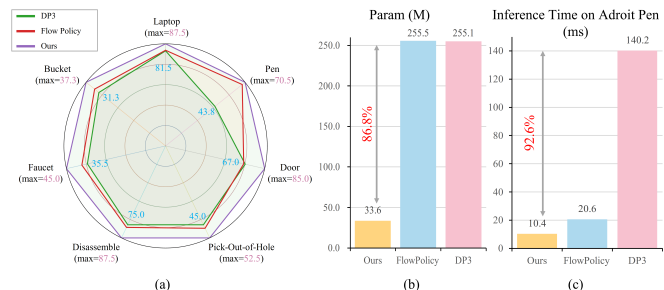 DP3
Flow Policy
Ours
Laptop
(max=87.5)
Pen
(max=70.5)
Door
(max=85.0)
Pick-Out-of-Hole
(max=52.5)
Disassemble
(max=87.5)
Faucet
(max=45.0)
Bucket
(max=37.3)
81.5
43.8
67.0
45.0
75.0
35.5
31.3
(a)
Param (M)
250.0
200.0
150.0
100.0
50.0
0.0
255.5
255.1
33.6
86.8%
Ours
FlowPolicy
DP3
(b)
Inference Time on Adroit Pen
(ms)
140
120
100
80
60
40
20
0
140.2
20.6
10.4
92.6%
Ours
FlowPolicy
DP3
(c)